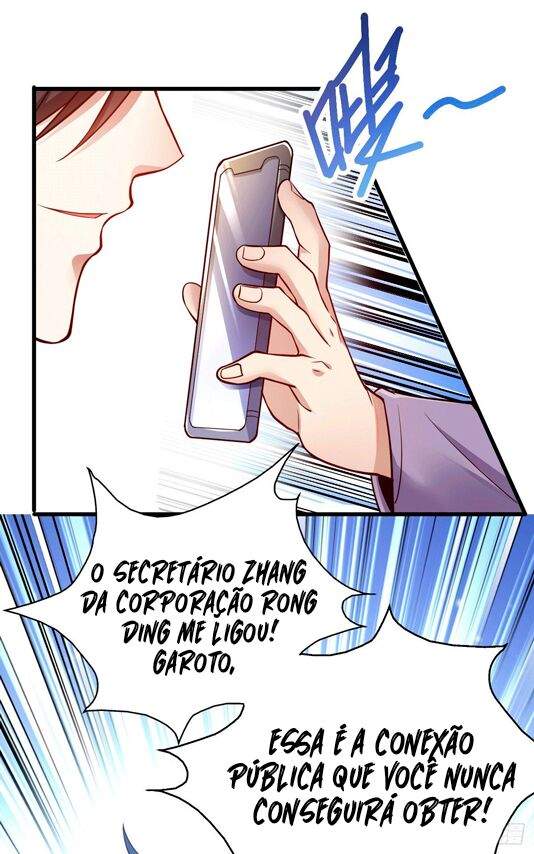 O SECRETÁRIO ZHANG
DA CORPORAÇÃO RONG
DING ME LIGOU!
GAROTO,
ESSA É A CONEXÃO
PÚBLICA QUE VOCÊ NUNCA
CONSEGUIRÁ OBTER!